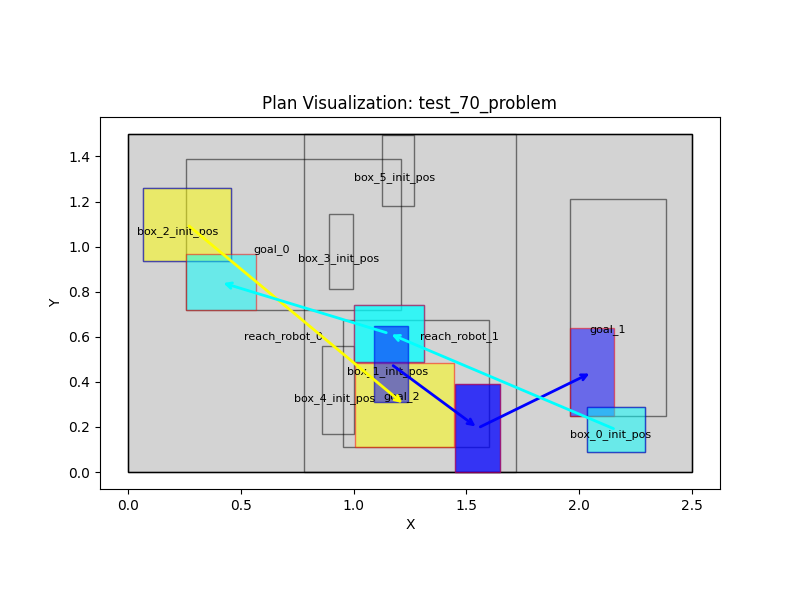 Plan Visualization: test_70_problem
1.4
1.2
1.0
0.8
0.6
0.4
0.2
0.0
Y
box_5_init_pos
box_2_init_pos
goal_0
box_3_init_pos
goal_1
reach_robot_0
reach_robot_1
box_1_init_pos
box_4_init_pos
goal_2
box_0_init_pos
0.0
0.5
1.0
1.5
2.0
2.5
X